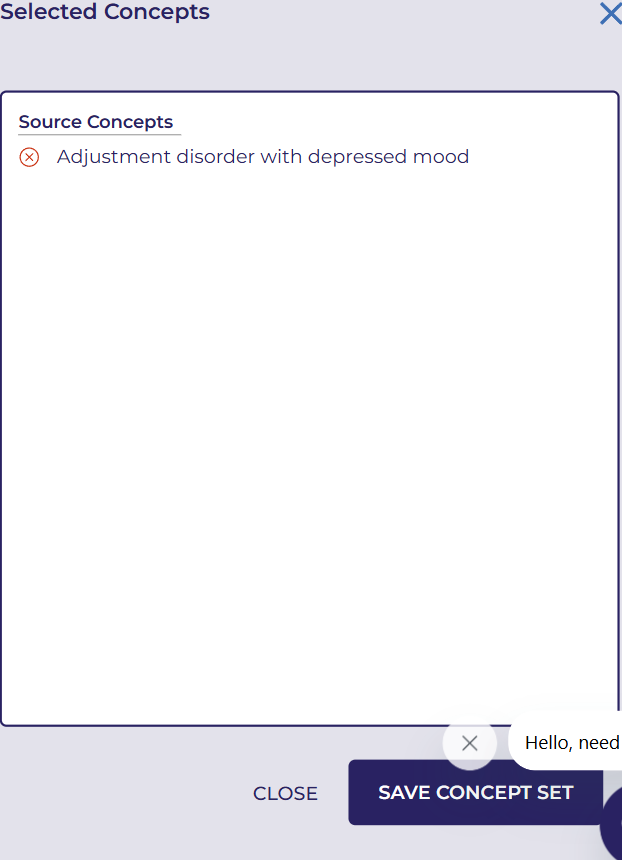 Selected Concepts
Source Concepts
Adjustment disorder with depressed mood
Hello, need
CLOSE
SAVE CONCEPT SET